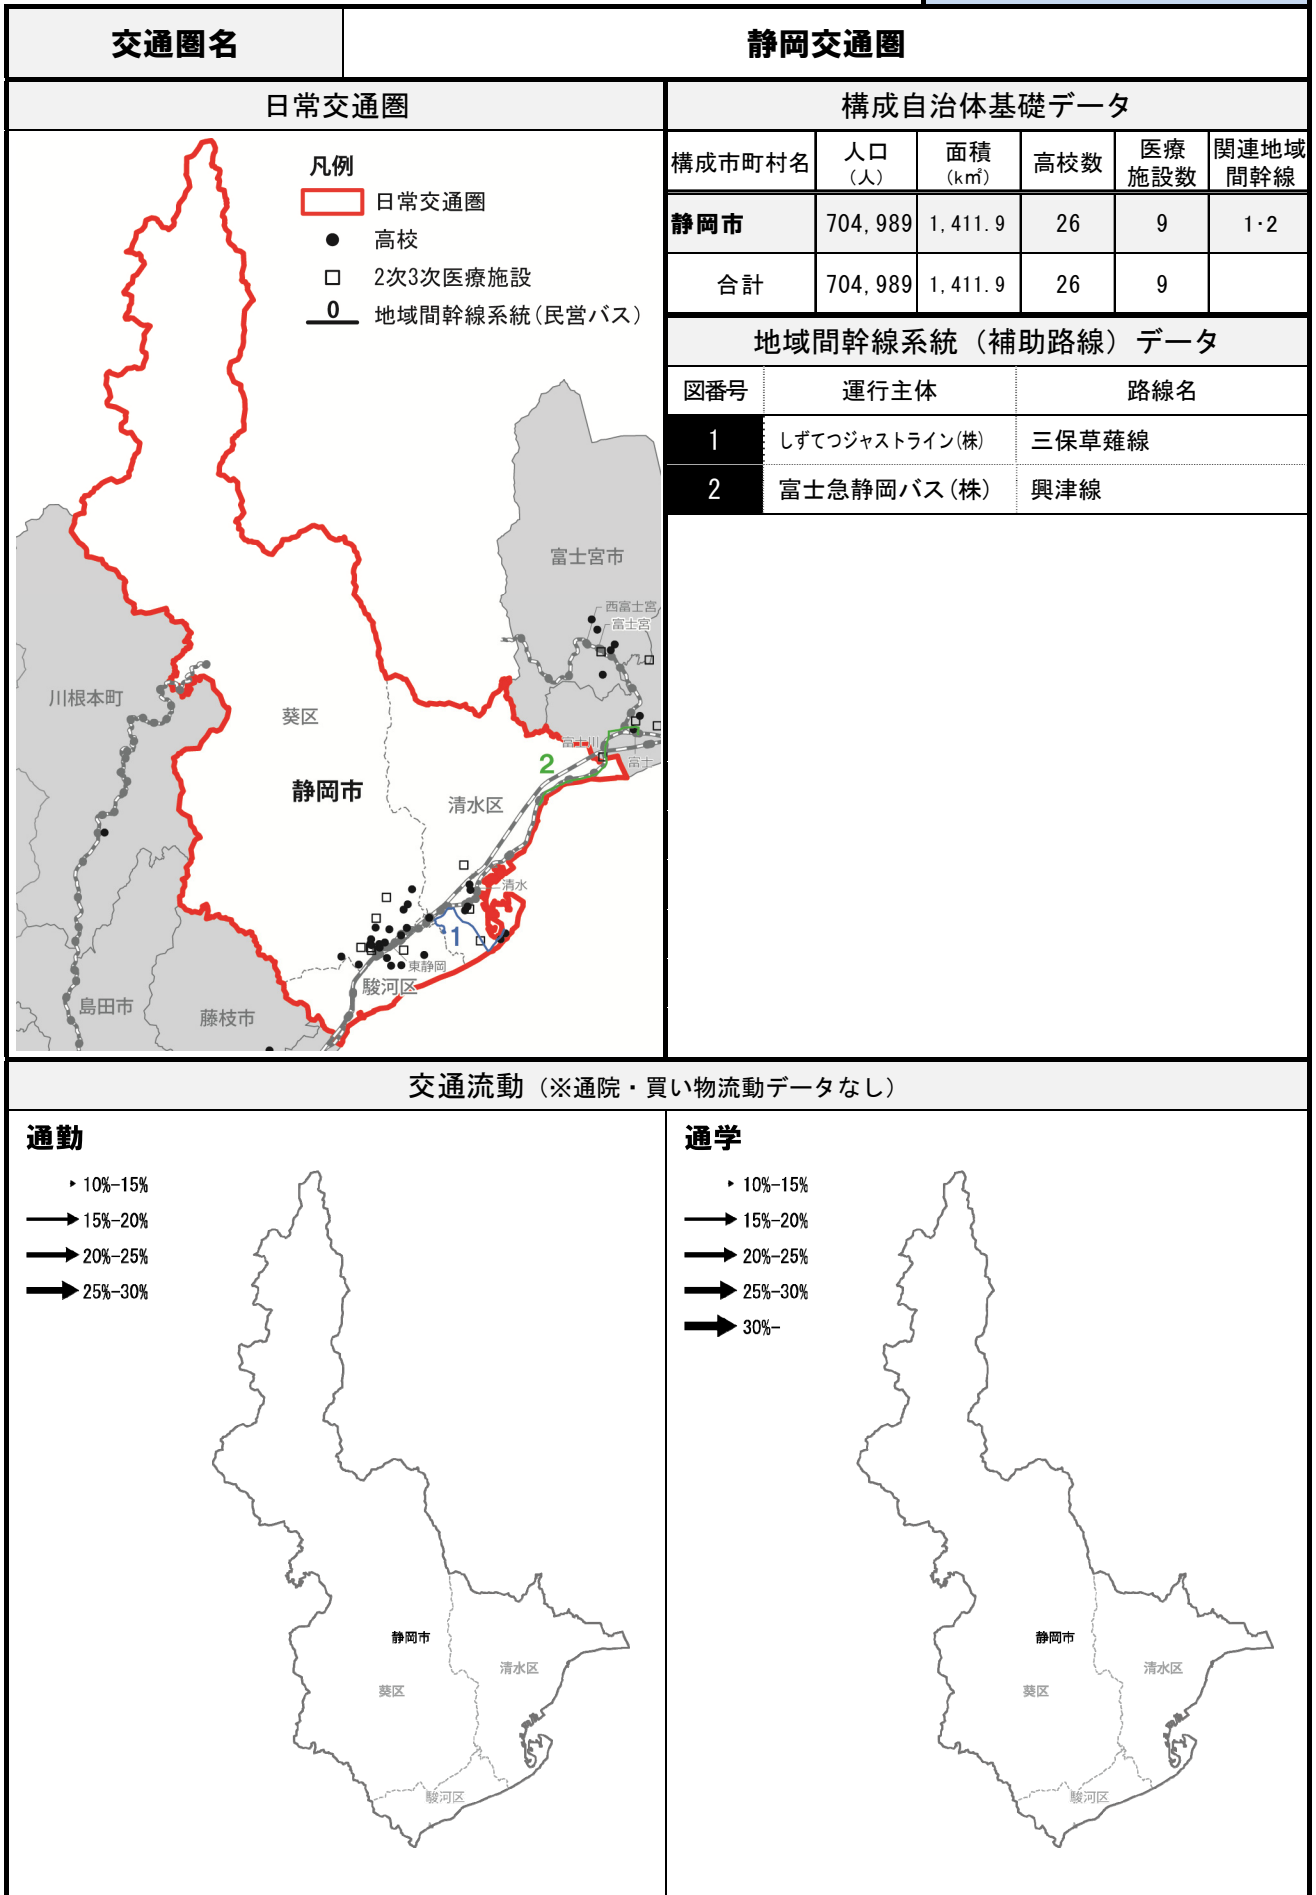 交通圏名
静岡交通圏
日常交通圏
凡例
日常交通圏
高校
2次3次医療施設
0 地域間幹線系統(民営バス)
富士宮市
西富士宮
富士宮
川根本町
葵区
富士川
富士
2
静岡市
清水区
清水
1
東静岡
駿河区
島田市
藤枝市
構成自治体基礎データ
構成市町村名 人口(人) 面積(k㎡) 高校数 医療施設数 関連地域間幹線
静岡市 704,989 1,411.9 26 9 1・2
合計 704,989 1,411.9 26 9
地域間幹線系統（補助路線）データ
図番号 運行主体 路線名
1 しずてつジャストライン(株) 三保草薙線
2 富士急静岡バス(株) 興津線
交通流動（※通院・買い物流動データなし）
通勤
10%-15%
15%-20%
20%-25%
25%-30%
静岡市
清水区
葵区
駿河区
通学
10%-15%
15%-20%
20%-25%
25%-30%
30%-
静岡市
清水区
葵区
駿河区